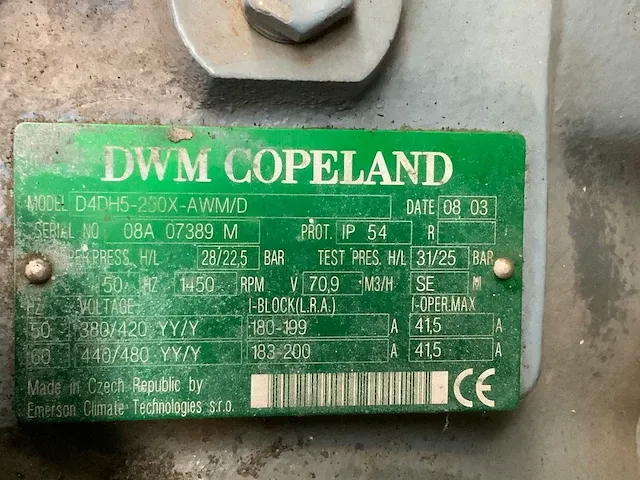 DWM COPELAND
MODEL D4DH5-250X-AWM/D DATE 08 03
SERIAL NO 08A 07389 M PROT. IP 54 R
PER.PRESS. H/L 28/22,5 BAR TEST PRES. H/L 31/25 BAR
50 HZ 1450 RPM V 70,9 M3/H SE
HZ VOLTAGE I-BLOCK(L.R.A.) I-OPER.MAX
50 380/420 YY/Y 180-199 A 41,5 A
60 440/480 YY/Y 183-200 A 41,5 A
Made in Czech Republic by
Emerson Climate Technologies s.r.o. CE